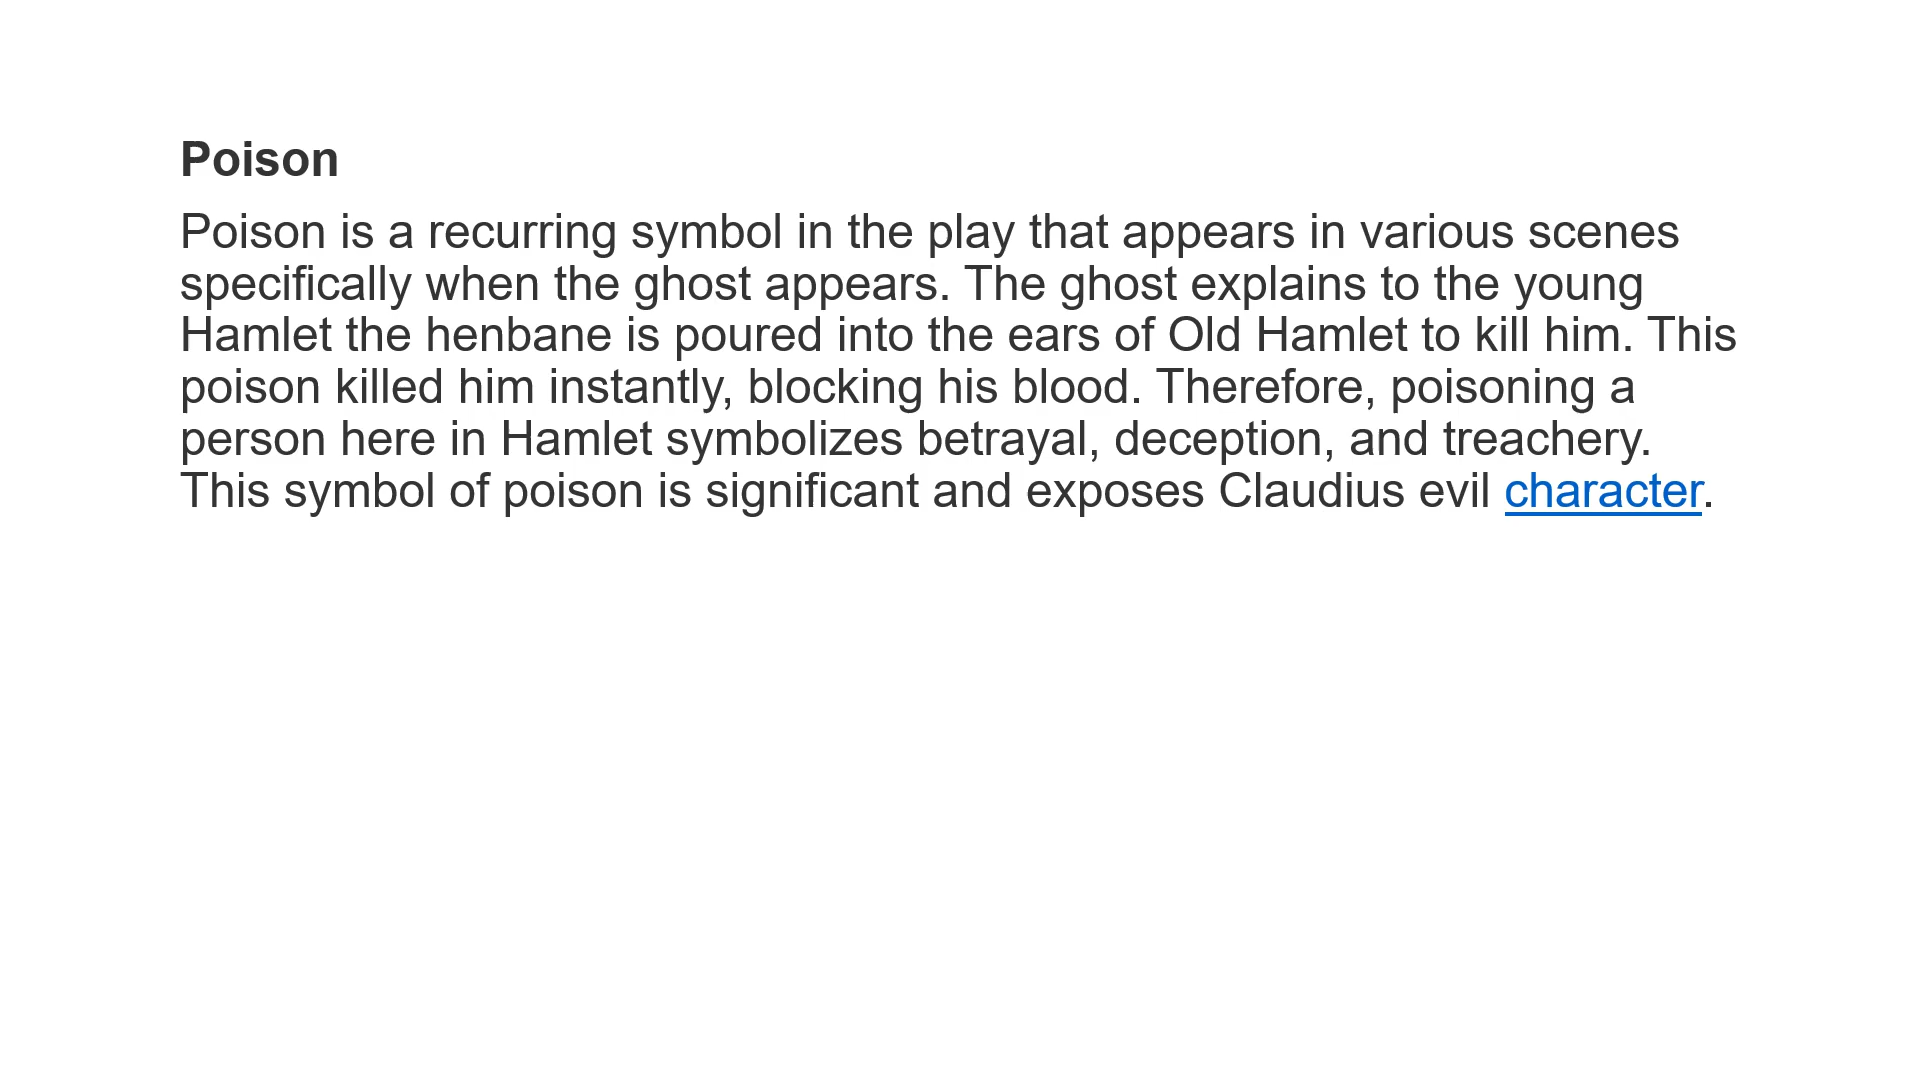 Poison
Poison is a recurring symbol in the play that appears in various scenes
specifically when the ghost appears. The ghost explains to the young
Hamlet the henbane is poured into the ears of Old Hamlet to kill him. This
poison killed him instantly, blocking his blood. Therefore, poisoning a
person here in Hamlet symbolizes betrayal, deception, and treachery.
This symbol of poison is significant and exposes Claudius evil character.